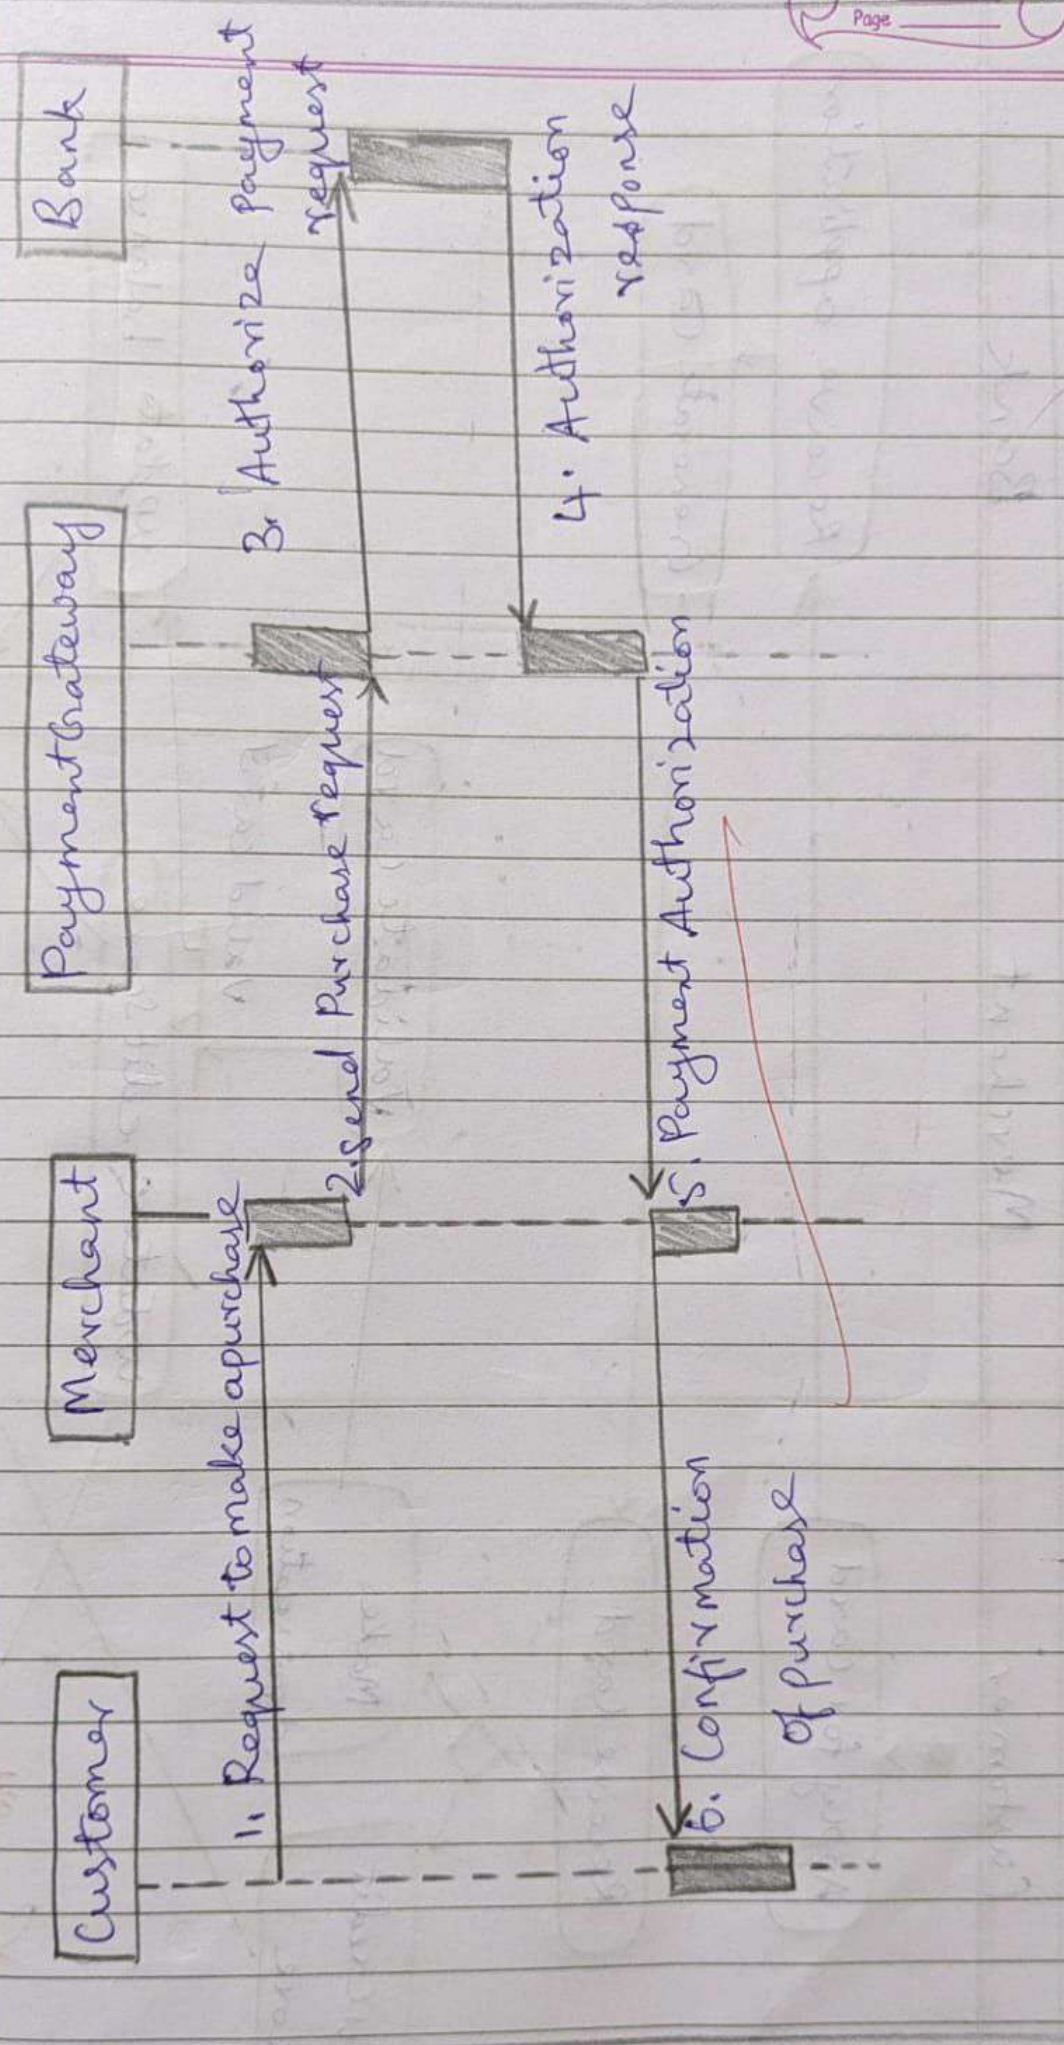 Page
Customer
Merchant
PaymentGateway
Bank
1. Request to make a purchase
2. Send Purchase request
3. Authorize Payment
request
4. Authorization
response
5. Payment Authorization
6. Confirmation
of purchase